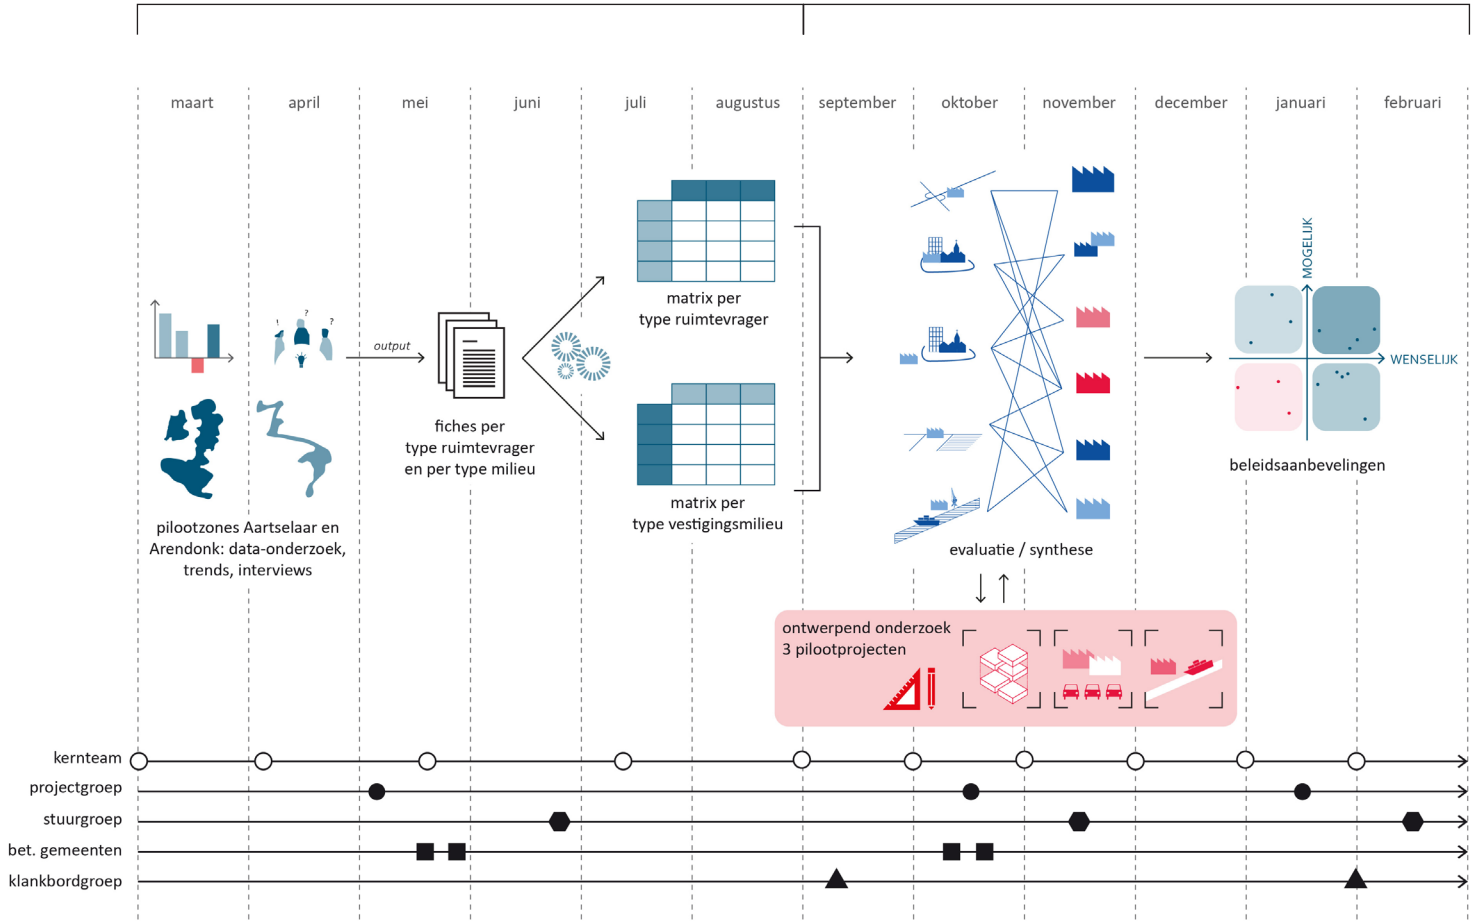 maart april mei juni juli augustus september oktober november december januari februari
matrix per
type ruimtevrager
output
fiches per
type ruimtevrager
en per type milieu
? ?
pilootzones Aartselaar en
Arendonk: data-onderzoek,
trends, interviews
matrix per
type vestigingsmilieu
evaluatie / synthese
MOGELIJK
WENSELIJK
beleidsaanbevelingen
ontwerpend onderzoek
3 pilootprojecten
kernteam
projectgroep
stuurgroep
bet. gemeenten
klankbordgroep